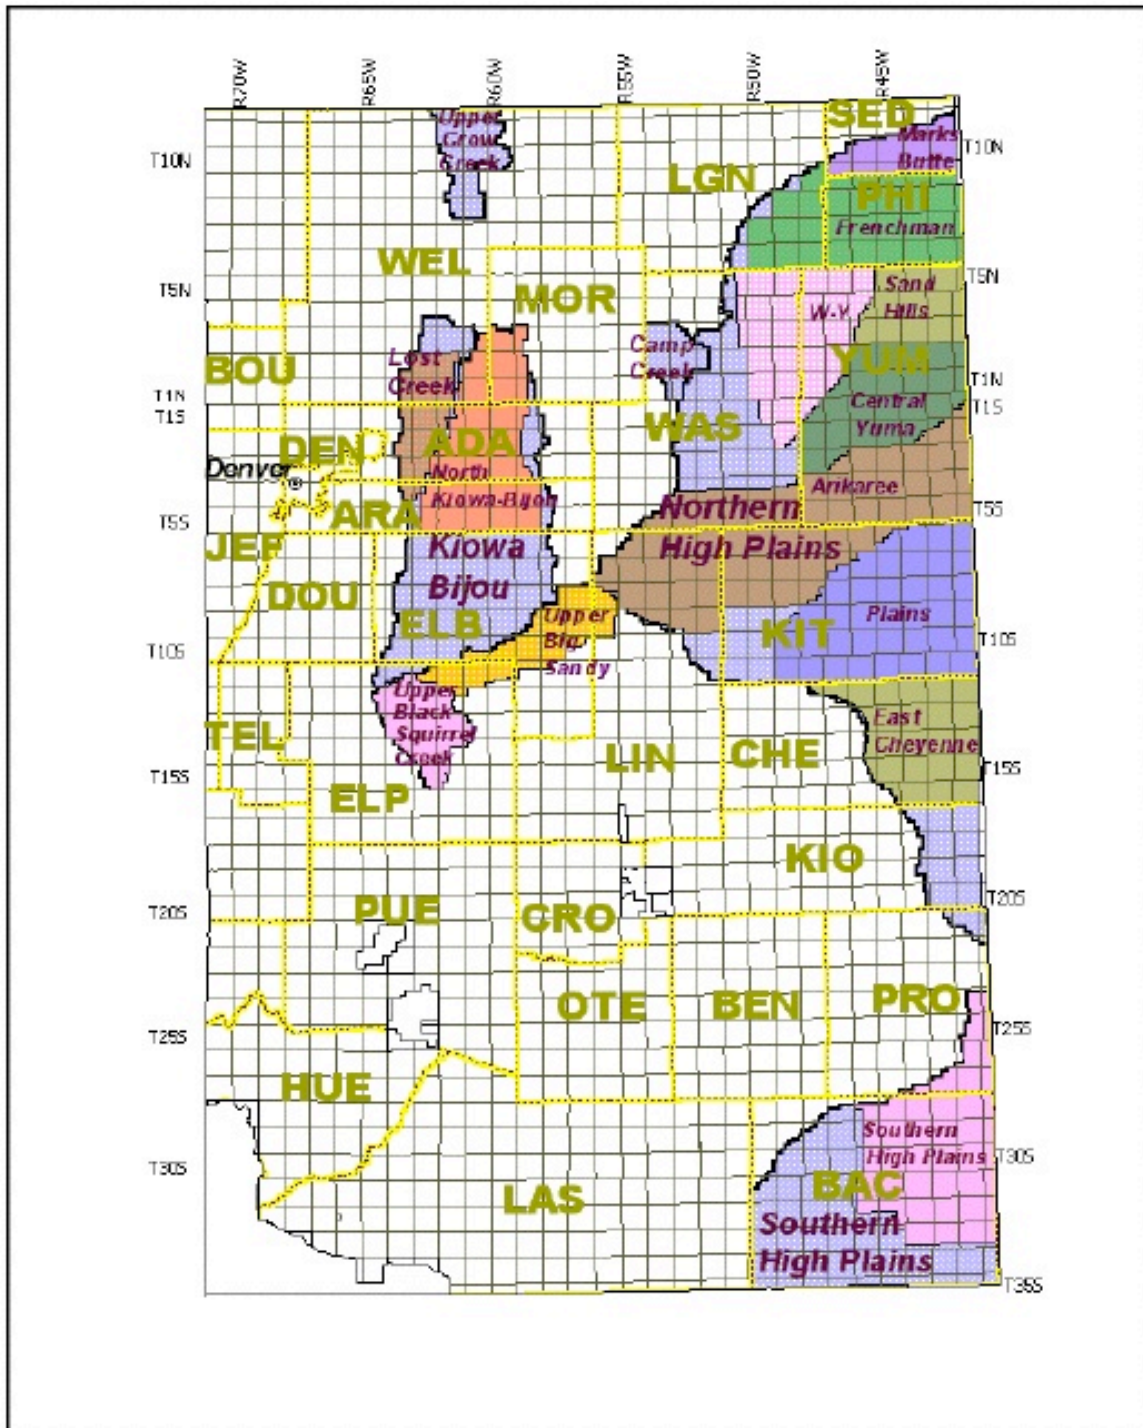 R70W
R65W
R60W
R55W
R50W
R45W
SED
Upper
Crow
Creek
Marks
Butte
T10N
T10N
LGN
PHI
Frenchman
WEL
T5N
T5N
MOR
Sand
Hills
W-Y
Camp
Creek
Lost
Creek
YUM
BOU
T1N
T1S
T1N
T1S
Central
Yuma
WAS
DEN
ADA
Denver
North
Kiowa-Bijou
Arikaree
ARA
Northern
High Plains
T5S
T5S
JEF
Kiowa
Bijou
DOU
ELB
Upper
Big
Sandy
KIT
Plains
T10S
T10S
Upper
Black
Squirrel
Creek
TEL
East
Cheyenne
LIN
CHE
T15S
T15S
ELP
KIO
PUE
CRO
T20S
T20S
OTE
BEN
PRO
T25S
T25S
HUE
Southern
High Plains
T30S
T30S
LAS
BAC
Southern
High Plains
T35S